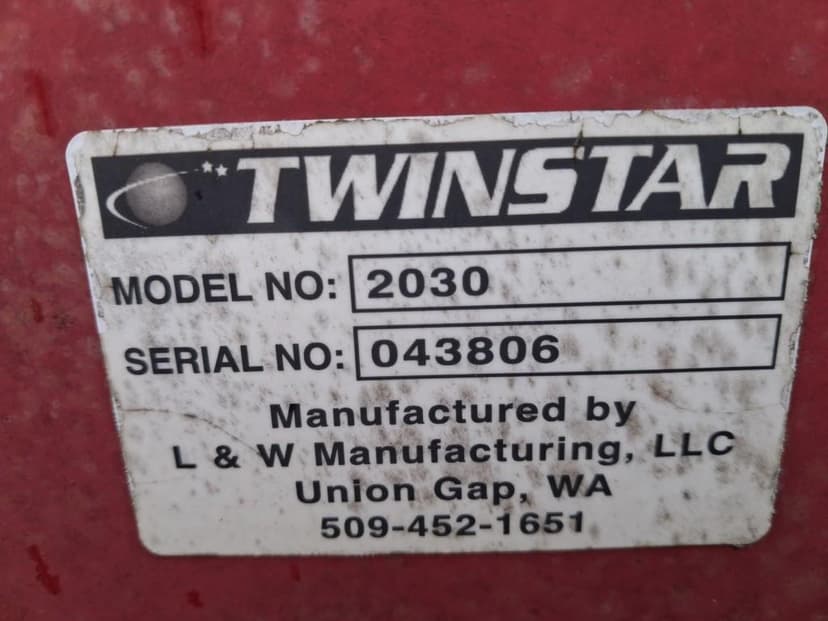 TWINSTAR
MODEL NO: 2030
SERIAL NO: 043806
Manufactured by
L & W Manufacturing, LLC
Union Gap, WA
509-452-1651